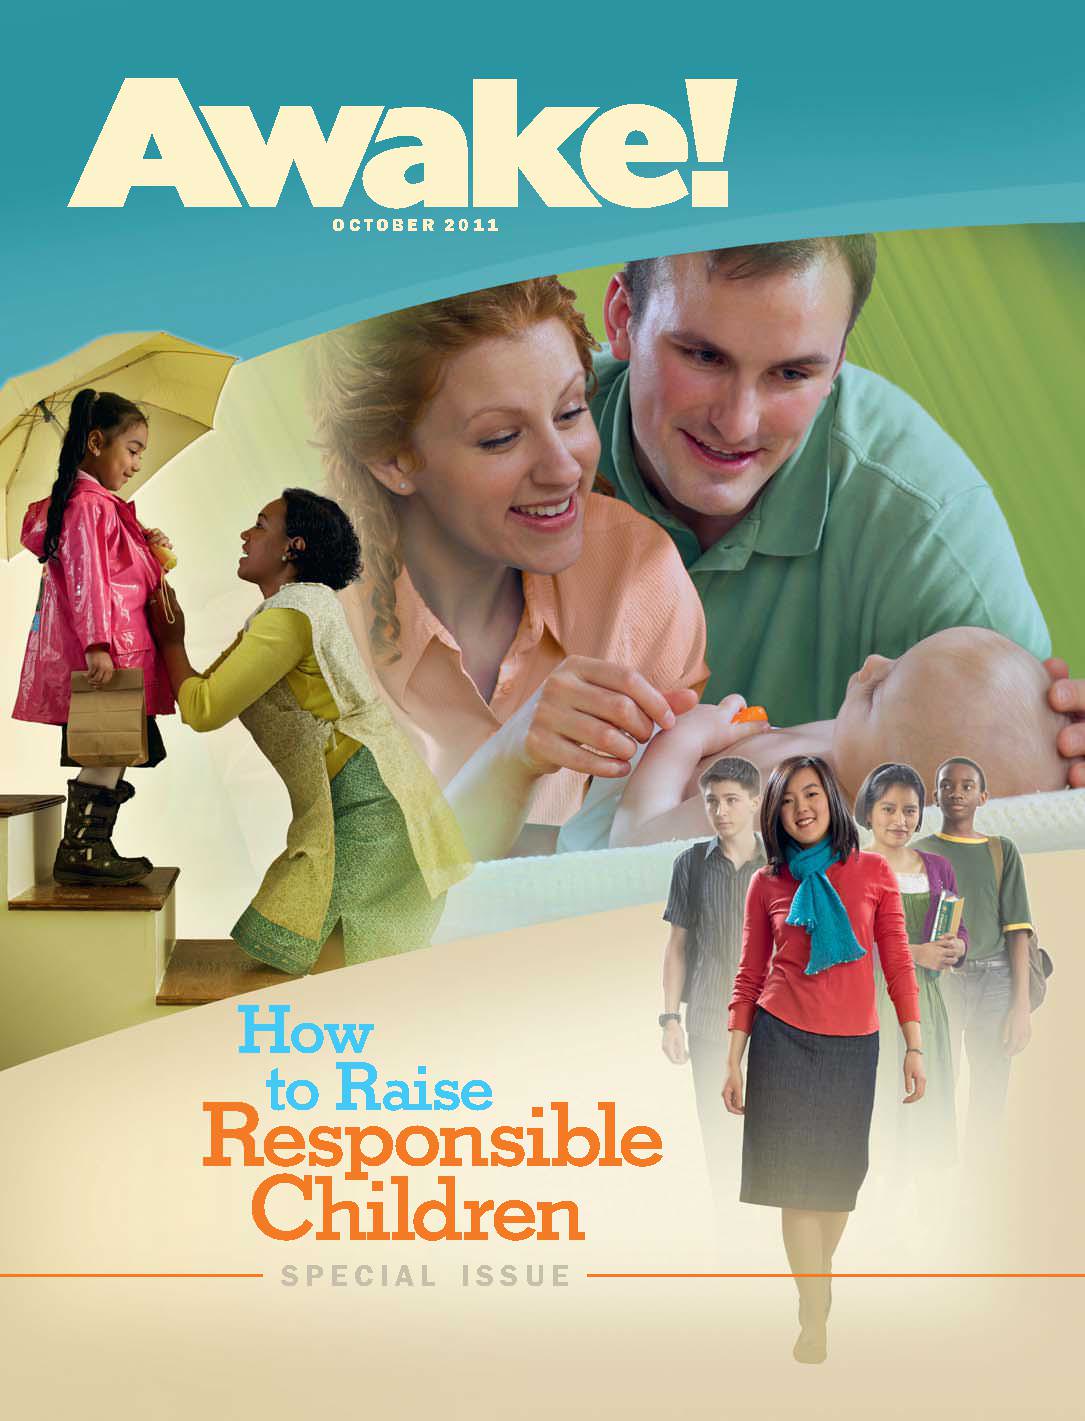 Awake!
OCTOBER 2011
How
to Raise
Responsible
Children
SPECIAL ISSUE